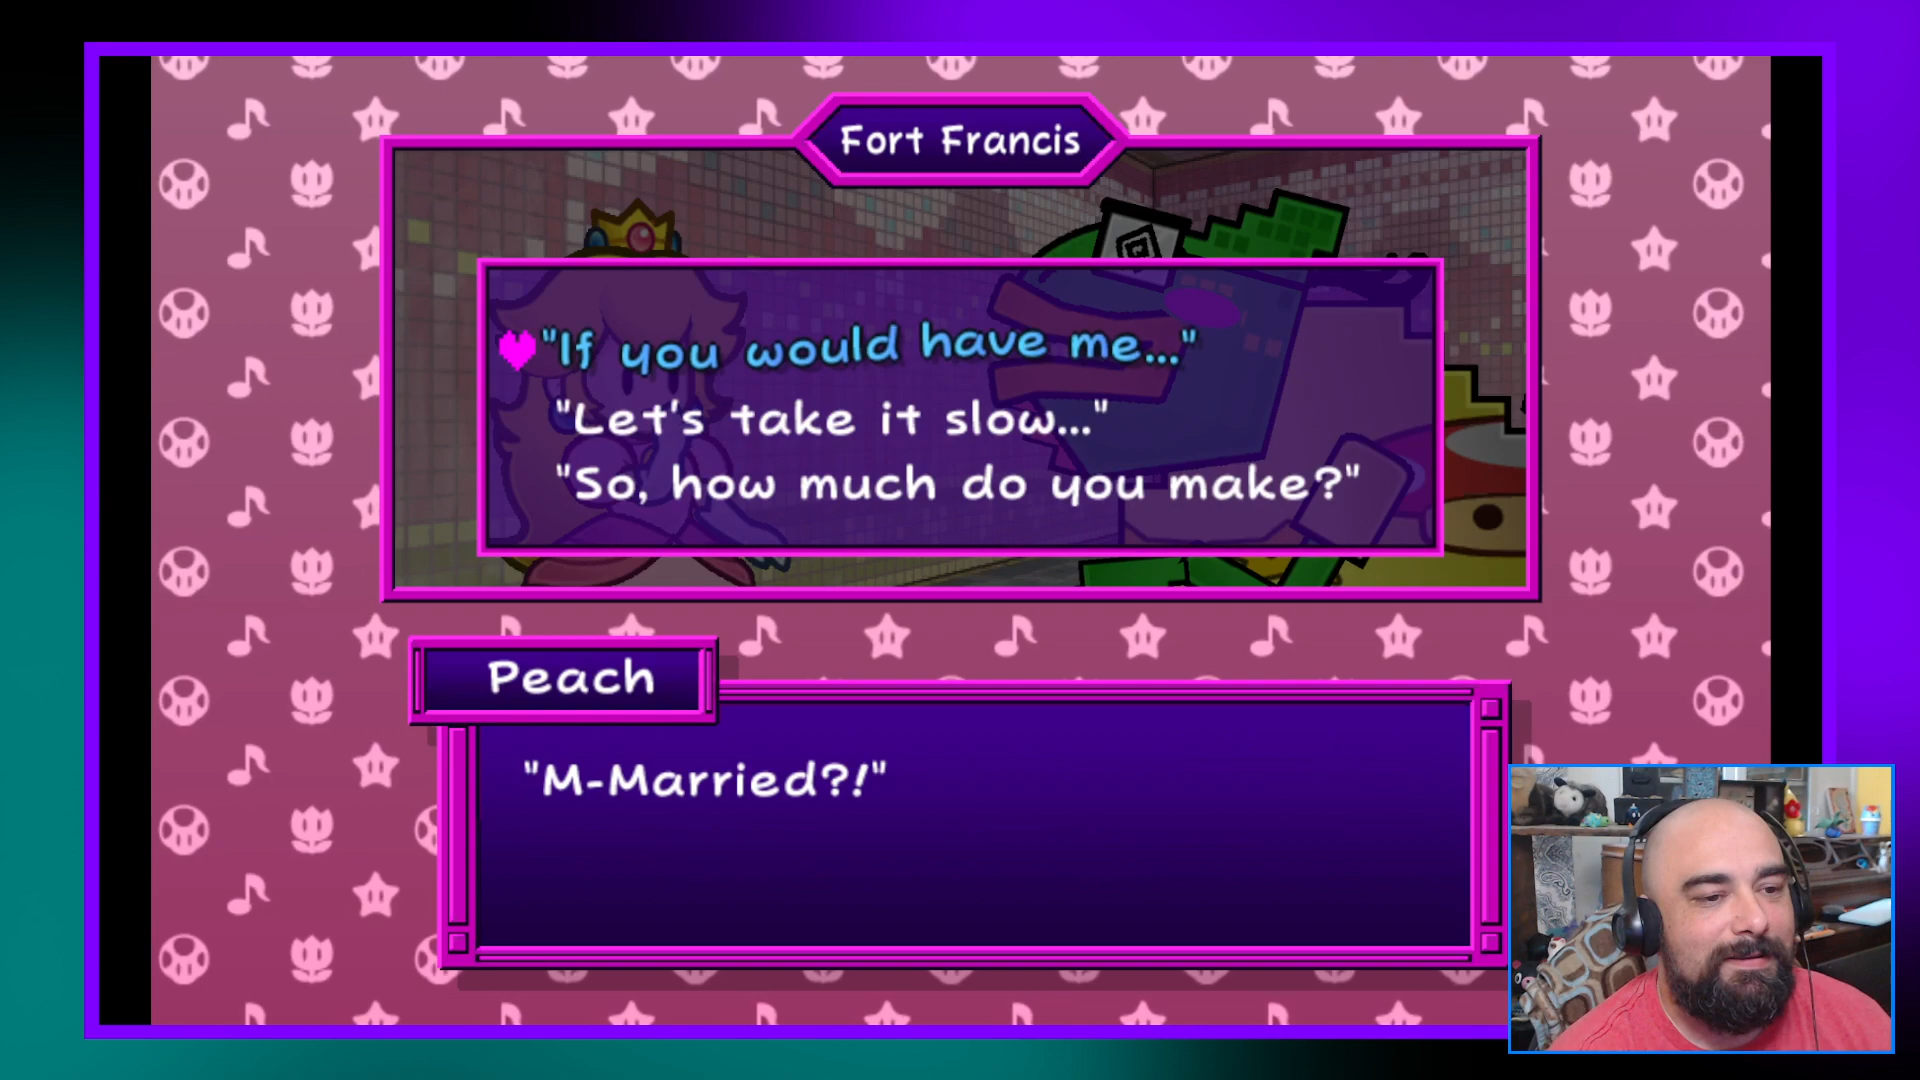 Fort Francis
"If you would have me..."
"Let's take it slow..."
"So, how much do you make?"
Peach
"M-Married?!"